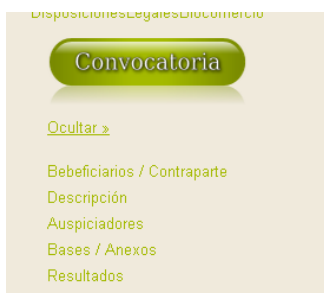 DisposicionesLegalesBiocomercio
Convocatoria
Ocultar »
Bebeficiarios / Contraparte
Descripción
Auspiciadores
Bases / Anexos
Resultados